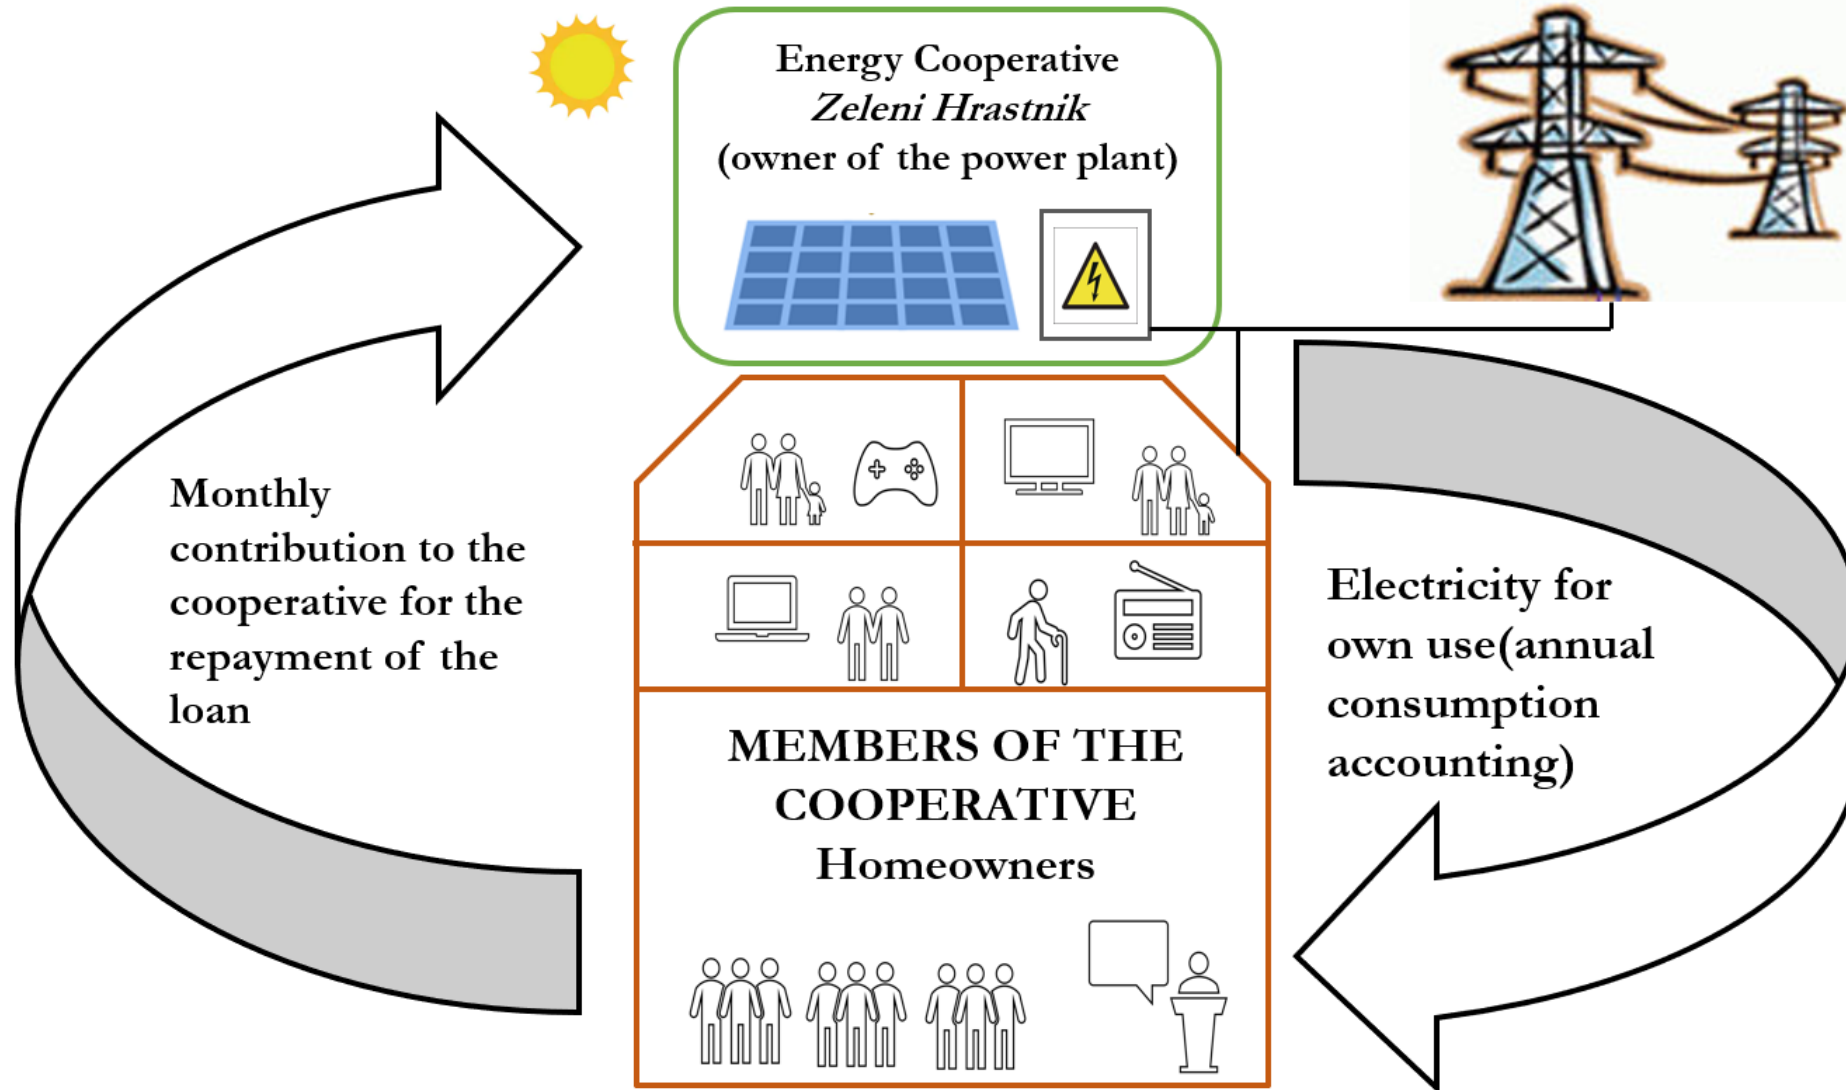 Energy Cooperative
Zeleni Hrastnik
(owner of the power plant)
Monthly
contribution to the
cooperative for the
repayment of the
loan
Electricity for
own use(annual
consumption
accounting)
MEMBERS OF THE
COOPERATIVE
Homeowners